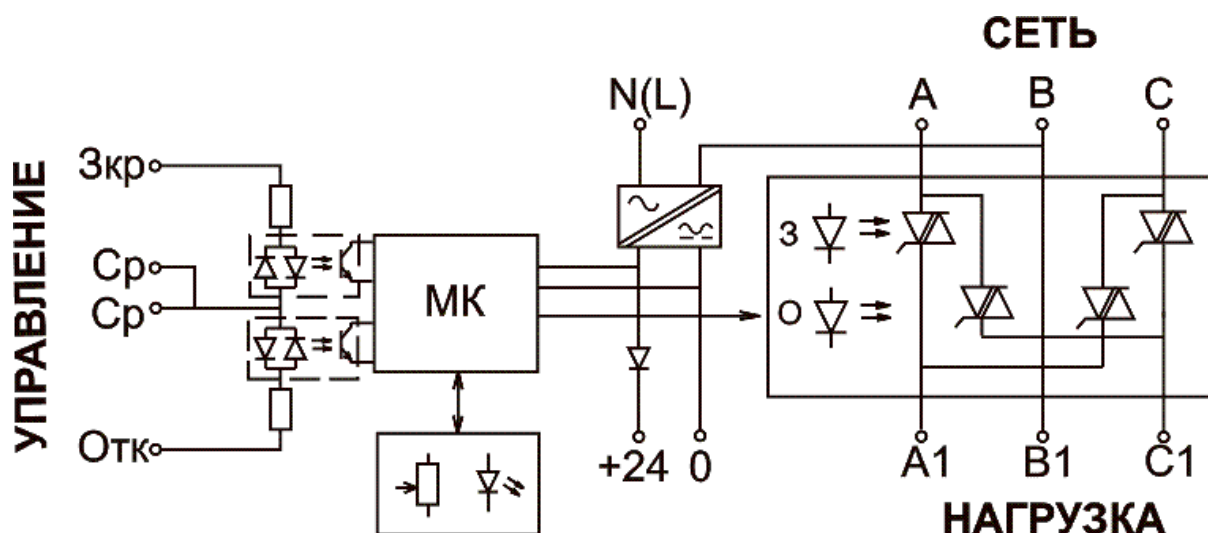 СЕТЬ
N(L) A B C
УПРАВЛЕНИЕ
Зкр
Ср
Ср
Отк
МК
З
О
+24 0
A1 B1 C1
НАГРУЗКА